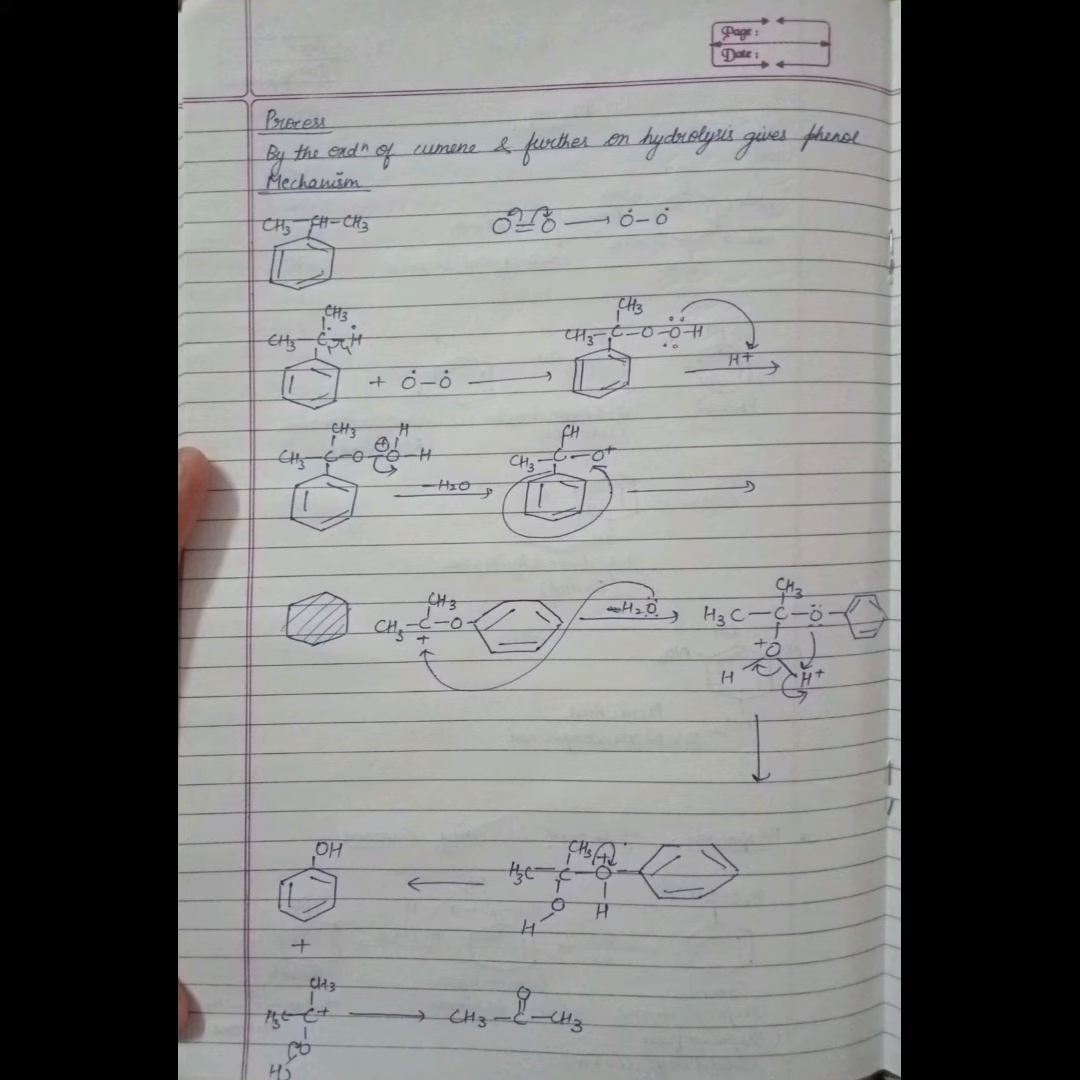 Page :
Date :
Process
By the oxdⁿ of cumene & further on hydrolysis gives phenol
Mechanism
CH₃ — CH — CH₃
O = O → Ȯ — Ȯ
CH₃
CH₃ — C — H
+ Ȯ — Ȯ →
CH₃
CH₃ — C — O — O — H
H+
CH₃ H
CH₃ — C — O — O — H
+
— H₂O
CH
CH₃ — C — O+
CH₃
CH₃ — C — O
+
— H₂O
CH₃
H₃C — C — O
+O
H H+
OH
CH₃
H₃C — C — O
+
O H
H
+
CH₃
H₃C — C+
O
H
O
CH₃ — C — CH₃